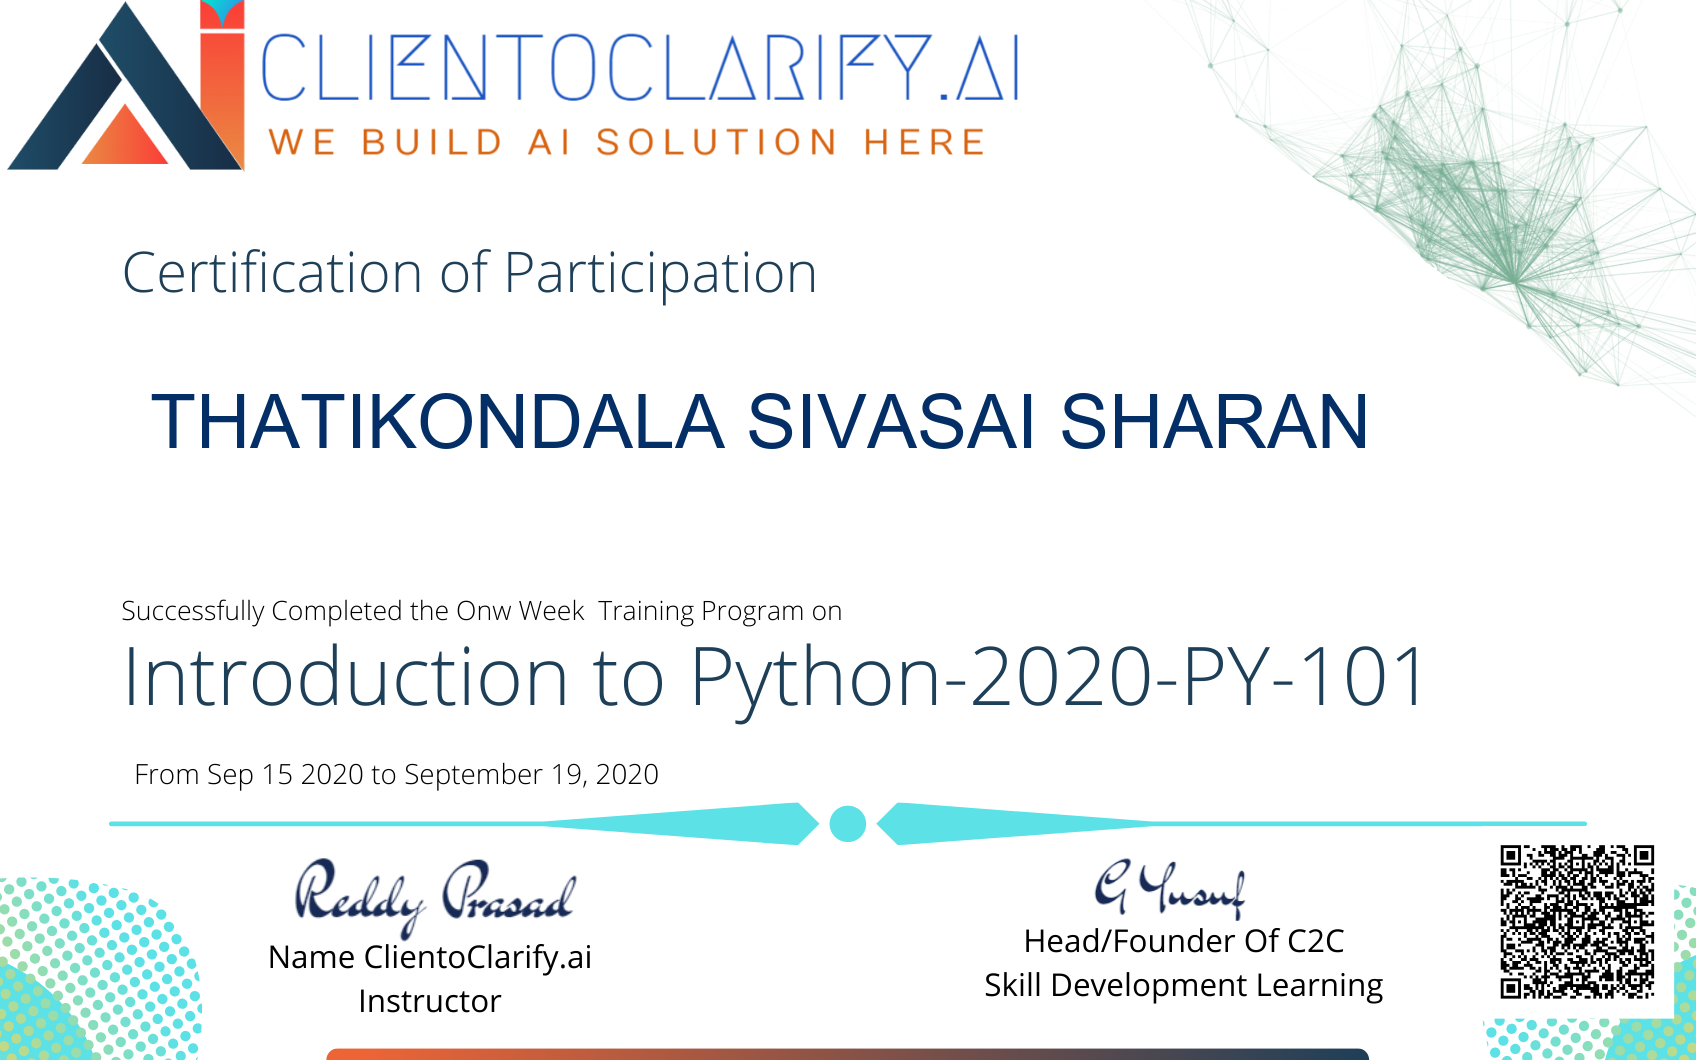 CLIENTOCLARIFY.AI
WE BUILD AI SOLUTION HERE
Certification of Participation
THATIKONDALA SIVASAI SHARAN
Successfully Completed the Onw Week  Training Program on
Introduction to Python-2020-PY-101
From Sep 15 2020 to September 19, 2020
Reddy Prasad
Name ClientoClarify.ai
Instructor
G Yusuf
Head/Founder Of C2C
Skill Development Learning